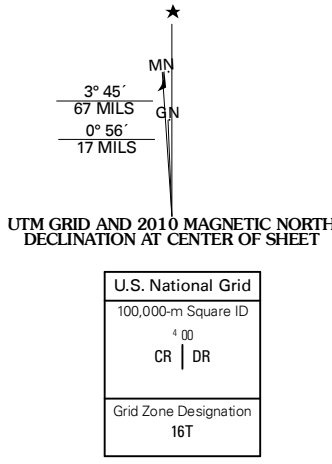 ★
MN
3° 45´
67 MILS
GN
0° 56´
17 MILS
UTM GRID AND 2010 MAGNETIC NORTH
DECLINATION AT CENTER OF SHEET
U.S. National Grid
100,000-m Square ID
4 00
CR | DR
Grid Zone Designation
16T